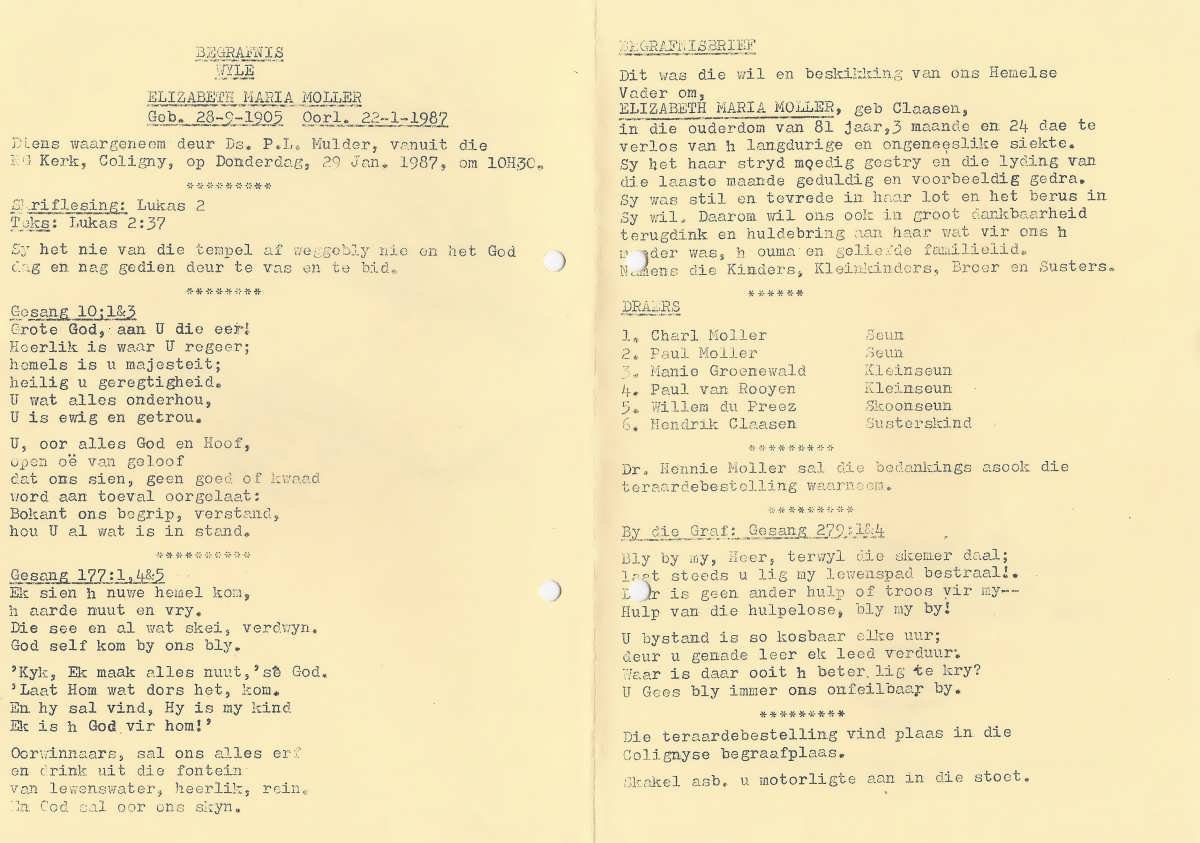 BEGRAFNIS
WYLE
ELIZABETH MARIA MOLLER
Geb. 28-9-1905 Oorl. 22-1-1987
Diens waargeneem deur Ds. P.L. Mulder, vanuit die
NG Kerk, Coligny, op Donderdag, 29 Jan. 1987, om 10H30.
*********
Skriflesing: Lukas 2
Teks: Lukas 2:37
Sy het nie van die tempel af weggebly nie en het God
dag en nag gedien deur te vas en te bid.
********
Gesang 10;1&3
Grote God, aan U die eer!
Heerlik is waar U regeer;
hemels is u majesteit;
heilig u geregtigheid.
U wat alles onderhou,
U is ewig en getrou.
U, oor alles God en Hoof,
open oë van geloof
dat ons sien, geen goed of kwaad
word aan toeval oorgelaat:
Bokant ons begrip, verstand,
hou U al wat is in stand.
**********
Gesang 177:1,4&5
Ek sien h nuwe hemel kom,
h aarde nuut en vry.
Die see en al wat skei, verdwyn.
God self kom by ons bly.
'Kyk, Ek maak alles nuut,'sê God.
'Laat Hom wat dors het, kom.
En hy sal vind, Hy is my kind
Ek is h God vir hom!'
Oorwinnaars, sal ons alles erf
en drink uit die fontein
van lewenswater, heerlik, rein.
En God sal oor ons skyn.
BEGRAFNISBRIEF
Dit was die wil en beskikking van ons Hemelse
Vader om,
ELIZABETH MARIA MOLLER, geb Claasen,
in die ouderdom van 81 jaar,3 maande en 24 dae te
verlos van h langdurige en ongeneeslike siekte.
Sy het haar stryd moedig gestry en die lyding van
die laaste maande geduldig en voorbeeldig gedra.
Sy was stil en tevrede in haar lot en het berus in
Sy wil. Daarom wil ons ook in groot dankbaarheid
terugdink en huldebring aan haar wat vir ons h
moeder was, h ouma en geliefde familielid.
Namens die Kinders, Kleinkinders, Broer en Susters.
******
DRAERS
1. Charl Moller Seun
2. Paul Moller Seun
3. Manie Groenewald Kleinseun
4. Paul van Rooyen Kleinseun
5. Willem du Preez Skoonseun
6. Hendrik Claasen Susterskind
*********
Dr. Hennie Moller sal die bedankings asook die
teraardebestelling waarneem.
*********
By die Graf: Gesang 279:1&4
Bly by my, Heer, terwyl die skemer daal;
laat steeds u lig my lewenspad bestraal!.
Daar is geen ander hulp of troos vir my--
Hulp van die hulpelose, bly my by!
U bystand is so kosbaar elke uur;
deur u genade leer ek leed verduur.
Waar is daar ooit h beter lig te kry?
U Gees bly immer ons onfeilbaar by.
*********
Die teraardebestelling vind plaas in die
Colignyse begraafplaas.
Skakel asb. u motorligte aan in die stoet.